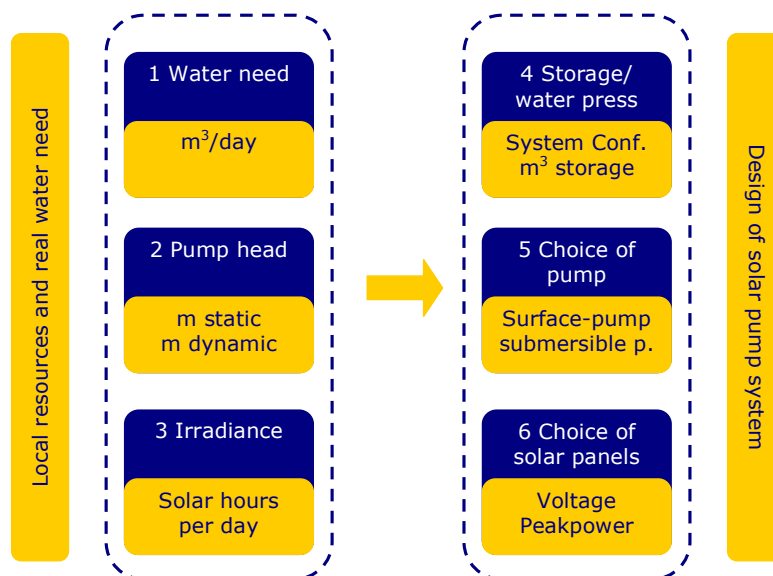 Local resources and real water need
1 Water need
m³/day
2 Pump head
m static
m dynamic
3 Irradiance
Solar hours
per day
4 Storage/
water press
System Conf.
m³ storage
5 Choice of
pump
Surface-pump
submersible p.
6 Choice of
solar panels
Voltage
Peakpower
Design of solar pump system